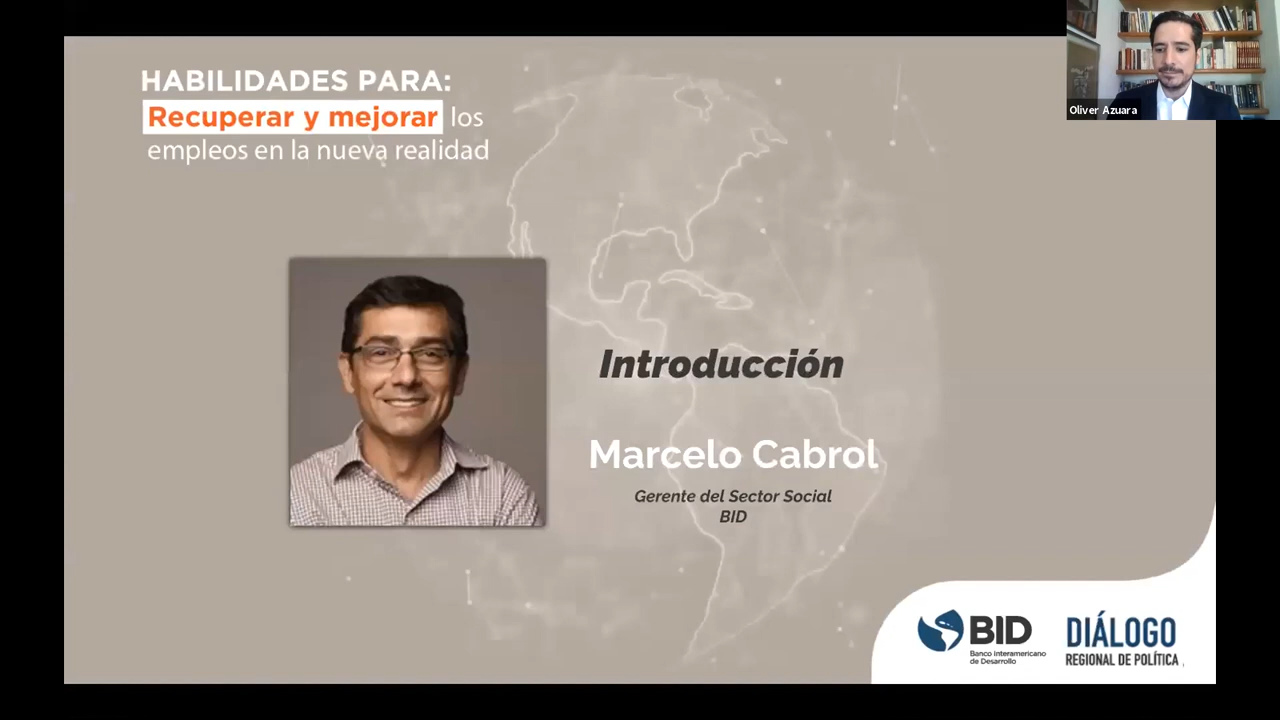 HABILIDADES PARA:
Recuperar y mejorar los
empleos en la nueva realidad
Oliver Azuara
Introducción
Marcelo Cabrol
Gerente del Sector Social
BID
BID
Banco Interamericano
de Desarrollo
DIÁLOGO
REGIONAL DE POLÍTICA